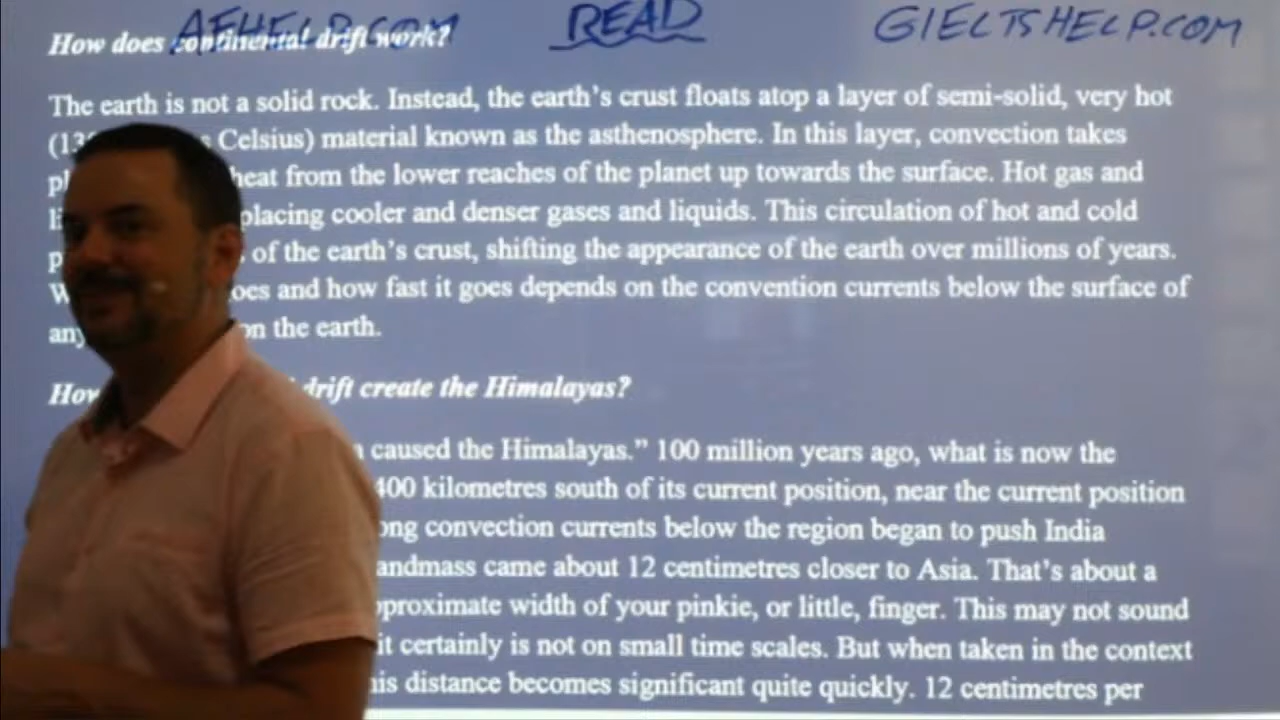 AEHELP.COM READ GIELTSHELP.COM
How does continental drift work?
The earth is not a solid rock. Instead, the earth's crust floats atop a layer of semi-solid, very hot
Celsius) material known as the asthenosphere. In this layer, convection takes
heat from the lower reaches of the planet up towards the surface. Hot gas and
cooler and denser gases and liquids. This circulation of hot and cold
of the earth's crust, shifting the appearance of the earth over millions of years.
and how fast it goes depends on the convention currents below the surface of
on the earth.
How drift create the Himalayas?
caused the Himalayas." 100 million years ago, what is now the
kilometres south of its current position, near the current position
convection currents below the region began to push India
came about 12 centimetres closer to Asia. That's about a
width of your pinkie, or little, finger. This may not sound
it certainly is not on small time scales. But when taken in the context
distance becomes significant quite quickly. 12 centimetres per